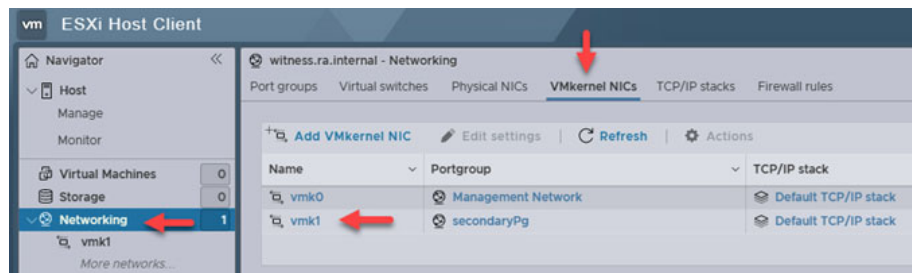 vm ESXi Host Client
Navigator
Host
Manage
Monitor
Virtual Machines 0
Storage 0
Networking 1
vmk1
More networks...
witness.ra.internal - Networking
Port groups Virtual switches Physical NICs VMkernel NICs TCP/IP stacks Firewall rules
Add VMkernel NIC Edit settings Refresh Actions
Name Portgroup TCP/IP stack
vmk0 Management Network Default TCP/IP stack
vmk1 secondaryPg Default TCP/IP stack